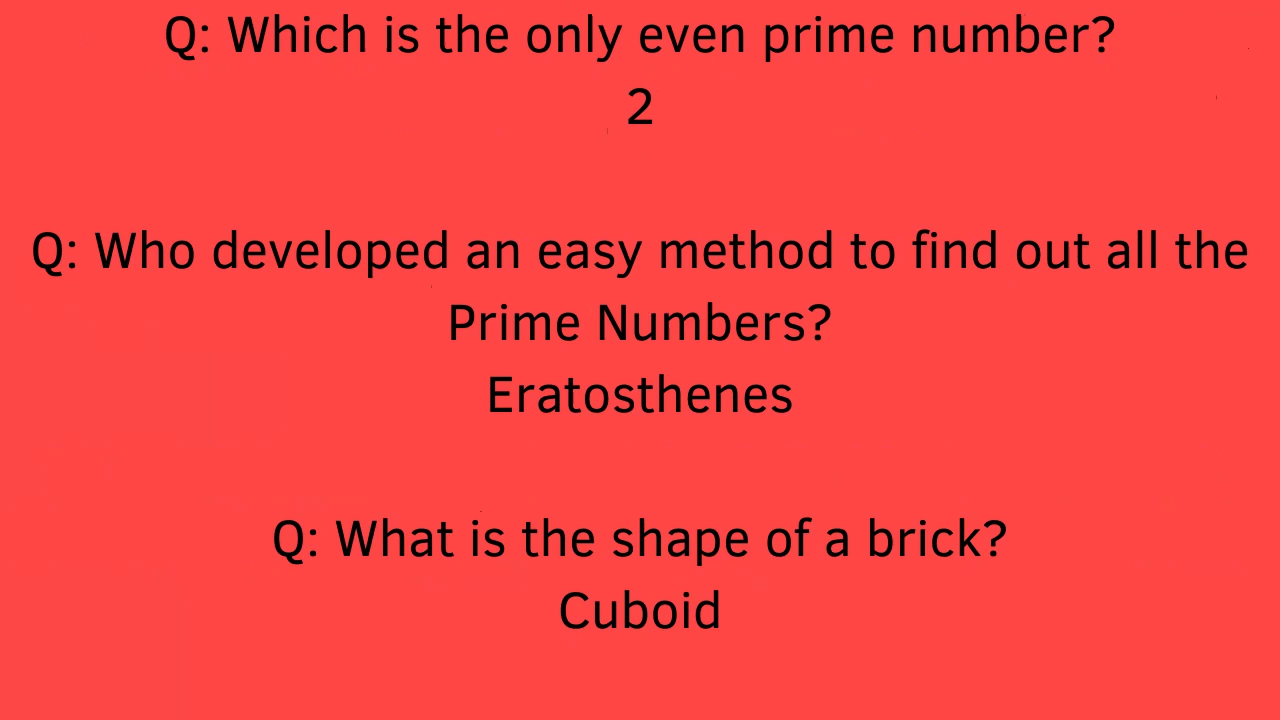 Q: Which is the only even prime number?
2
Q: Who developed an easy method to find out all the
Prime Numbers?
Eratosthenes
Q: What is the shape of a brick?
Cuboid